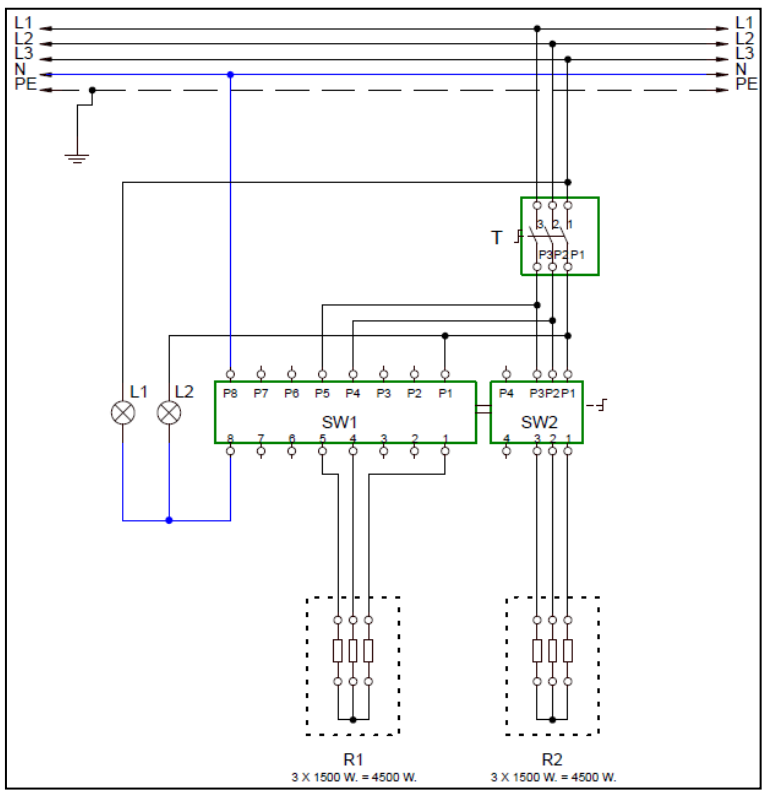 L1 L1
L2 L2
L3 L3
N N
PE PE
3 2 1
T
P3 P2 P1
L1 L2
P8 P7 P6 P5 P4 P3 P2 P1 P4 P3 P2 P1
SW1 SW2
8 7 6 5 4 3 2 1 4 3 2 1
R1 R2
3 X 1500 W. = 4500 W. 3 X 1500 W. = 4500 W.